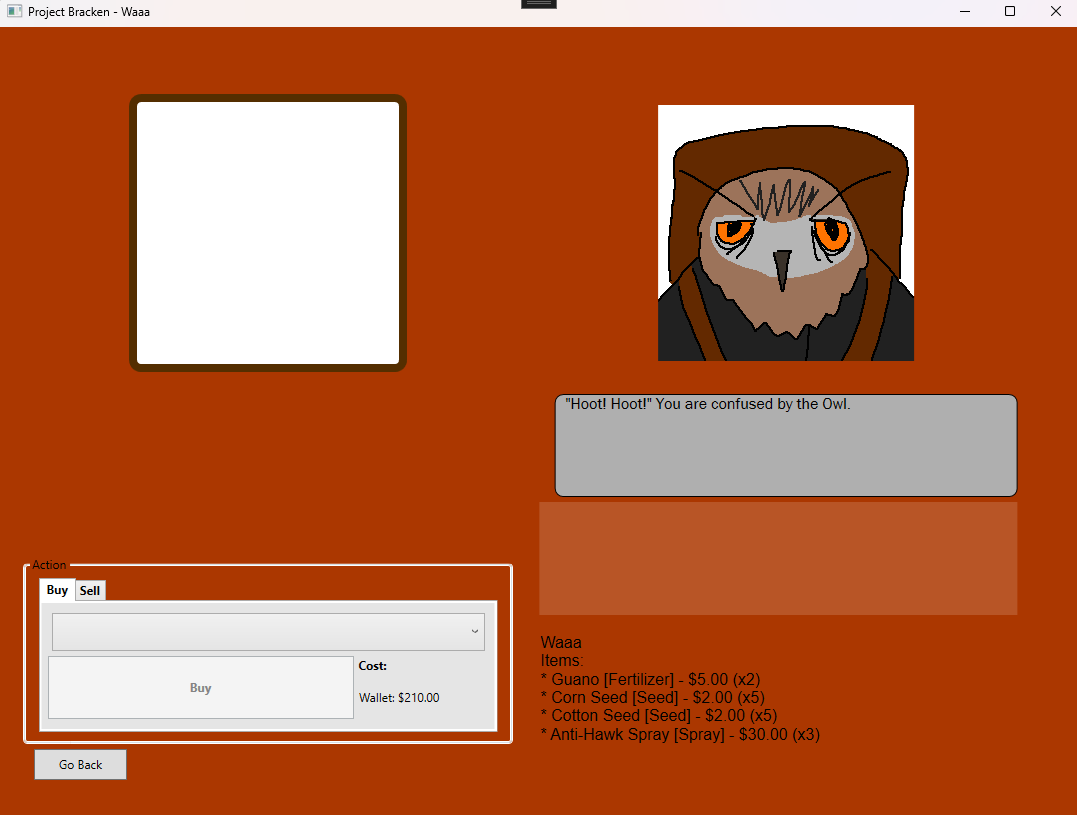 Project Bracken - Waaa
"Hoot! Hoot!" You are confused by the Owl.
Action
Buy
Sell
Buy
Cost:
Wallet: $210.00
Go Back
Waaa
Items:
* Guano [Fertilizer] - $5.00 (x2)
* Corn Seed [Seed] - $2.00 (x5)
* Cotton Seed [Seed] - $2.00 (x5)
* Anti-Hawk Spray [Spray] - $30.00 (x3)